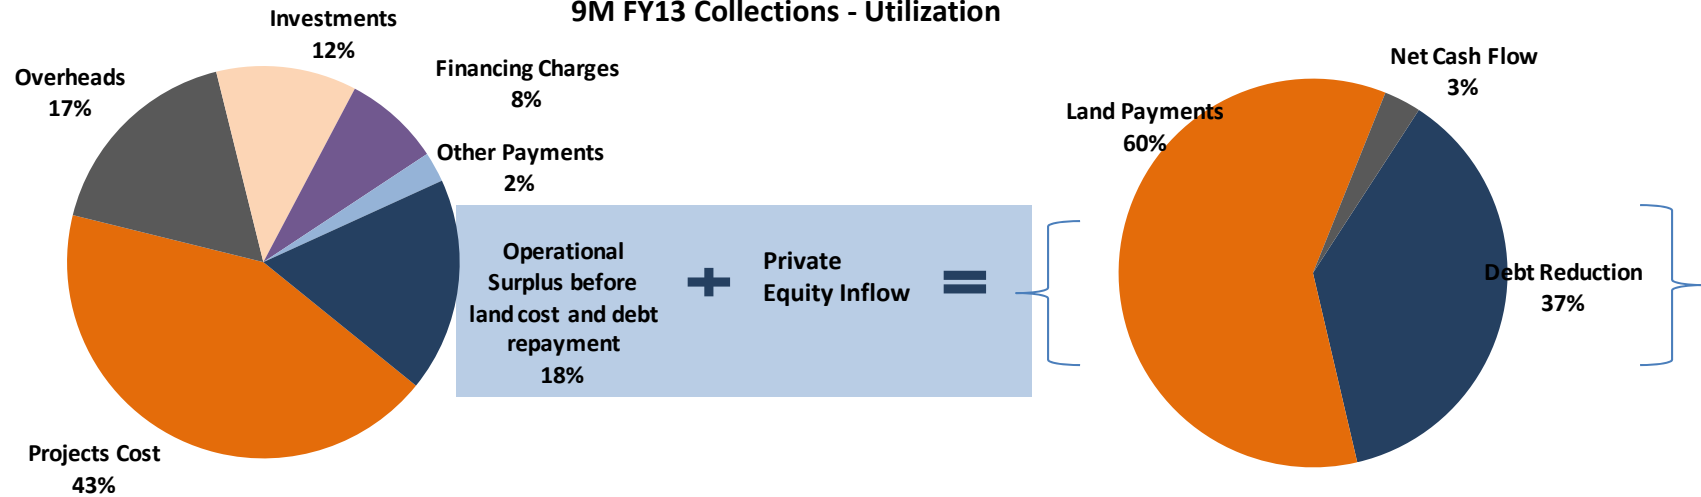 9M FY13 Collections - Utilization
Investments
12%
Financing Charges
8%
Overheads
17%
Other Payments
2%
Operational
Surplus before
land cost and debt
repayment
18%
Projects Cost
43%
+
Private
Equity Inflow
=
Net Cash Flow
3%
Land Payments
60%
Debt Reduction
37%